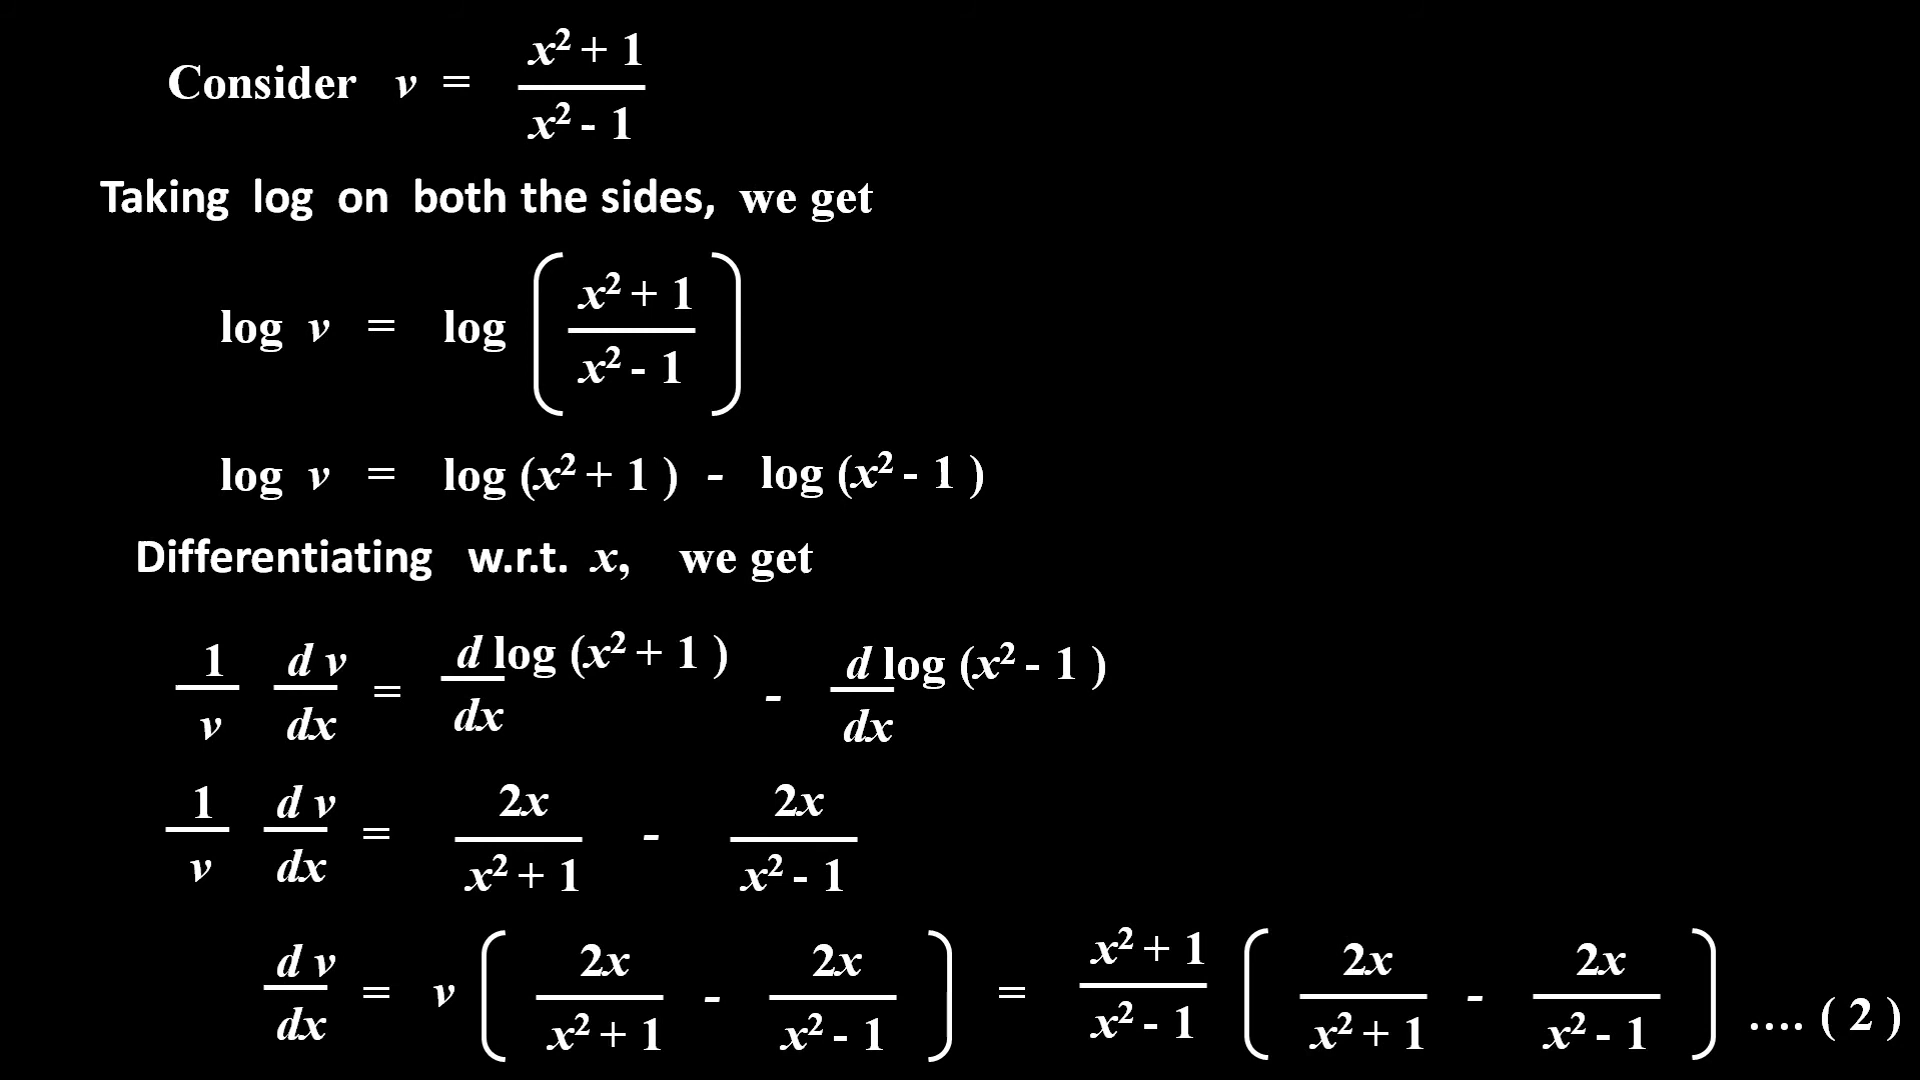 Consider v = (x² + 1)/(x² - 1)
Taking log on both the sides, we get
log v = log ( (x² + 1)/(x² - 1) )
log v = log (x² + 1 ) - log (x² - 1 )
Differentiating w.r.t. x, we get
1/v d v/dx = d/dx log (x² + 1 ) - d/dx log (x² - 1 )
1/v d v/dx = 2x/(x² + 1) - 2x/(x² - 1)
d v/dx = v ( 2x/(x² + 1) - 2x/(x² - 1) ) = (x² + 1)/(x² - 1) ( 2x/(x² + 1) - 2x/(x² - 1) ) .... ( 2 )